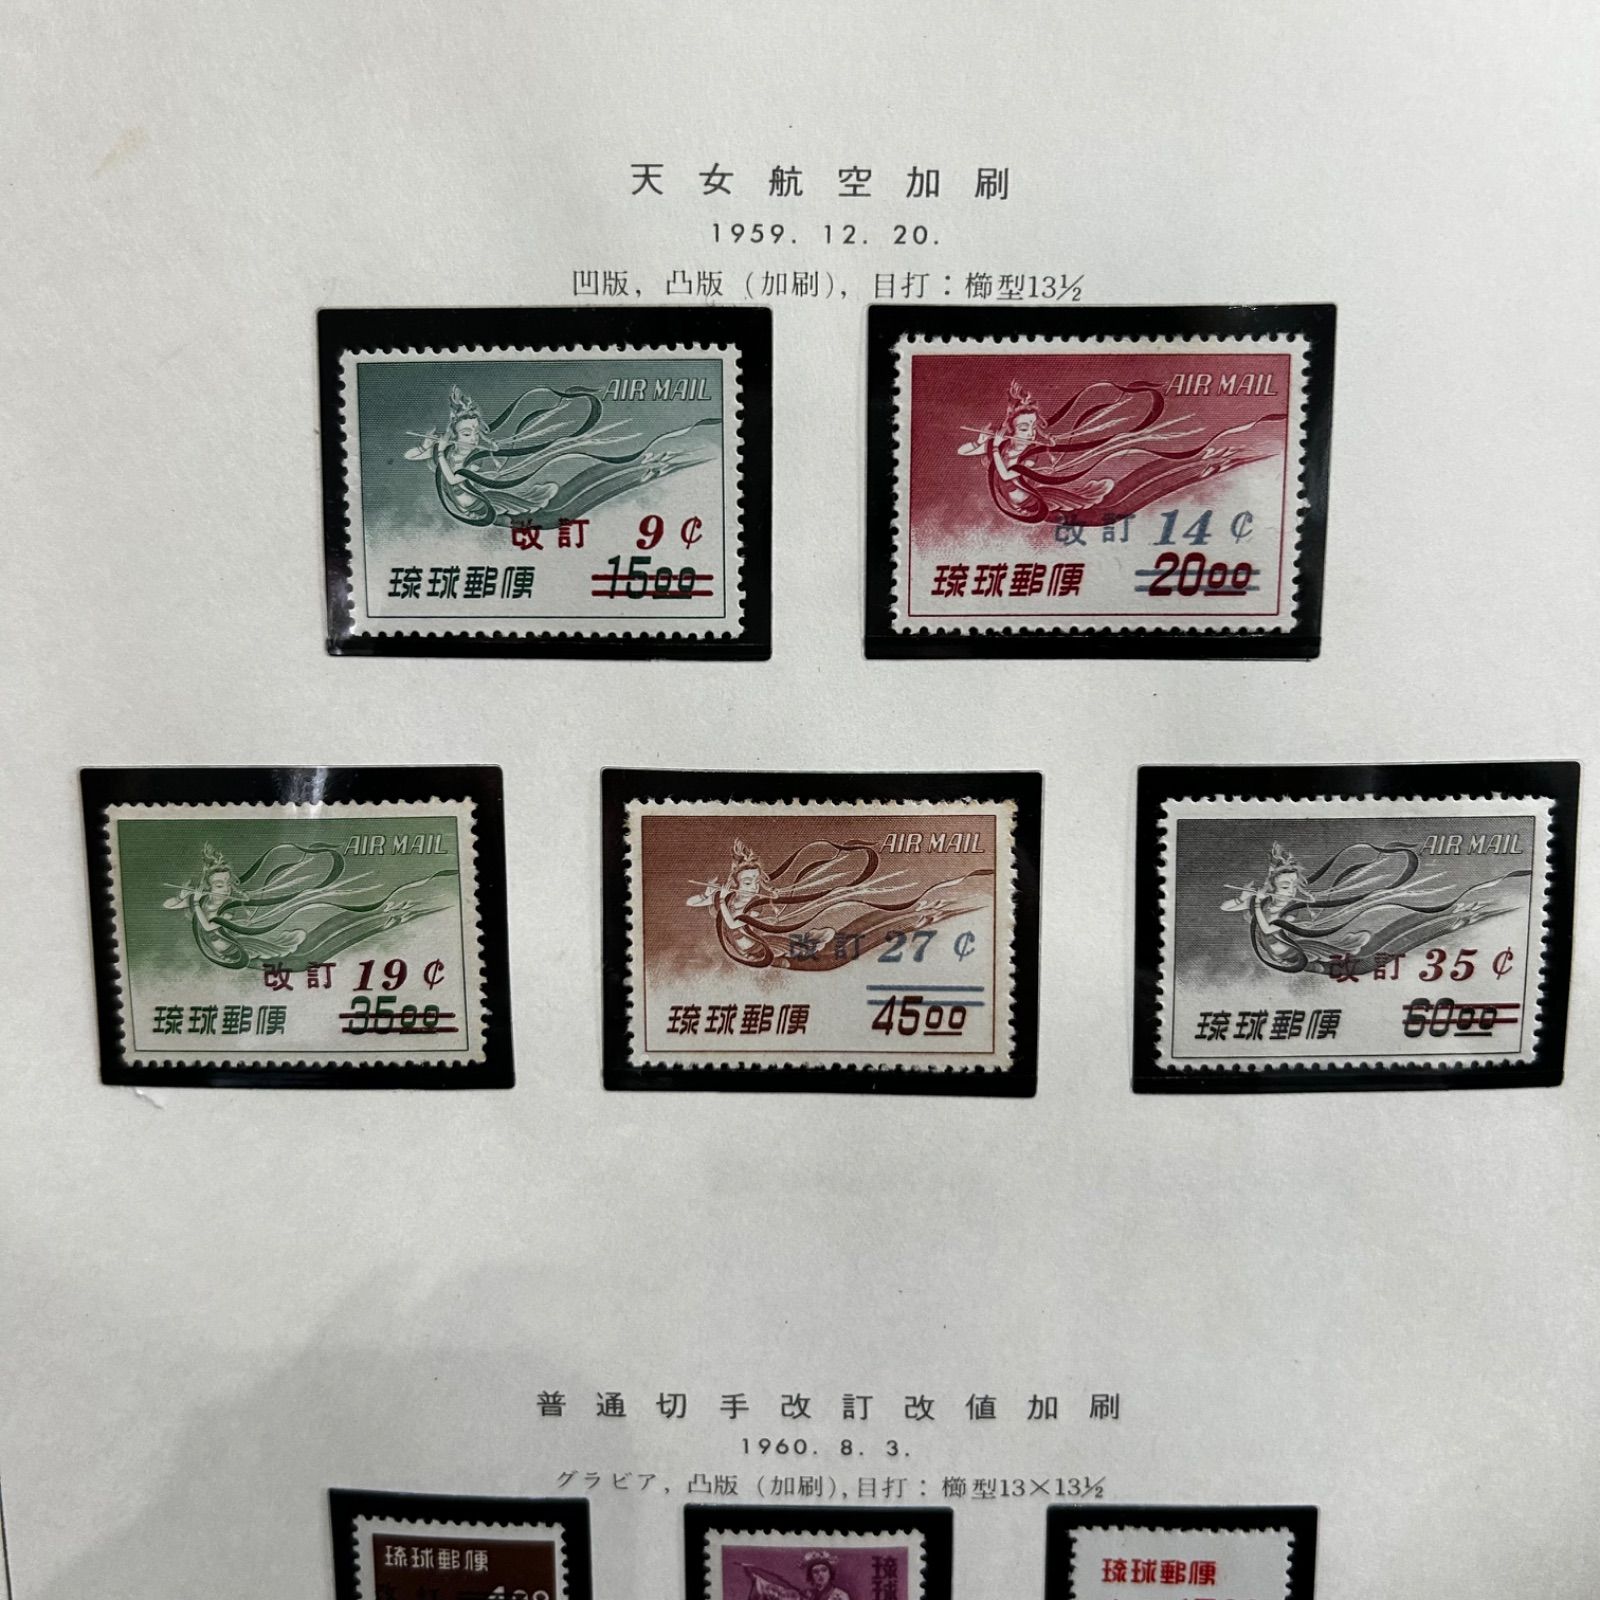 天女航空加刷
1959. 12. 20.
凹版, 凸版 (加刷), 目打：櫛型13½
AIR MAIL
改訂 9¢
琉球郵便 1500
AIR MAIL
改訂 14¢
琉球郵便 2000
AIR MAIL
改訂 19¢
琉球郵便 3500
AIR MAIL
改訂 27¢
琉球郵便 4500
AIR MAIL
改訂 35¢
琉球郵便 6000
普通切手改訂改値加刷
1960. 8. 3.
グラビア, 凸版 (加刷), 目打：櫛型13×13½
琉球郵便
琉球
琉球郵便